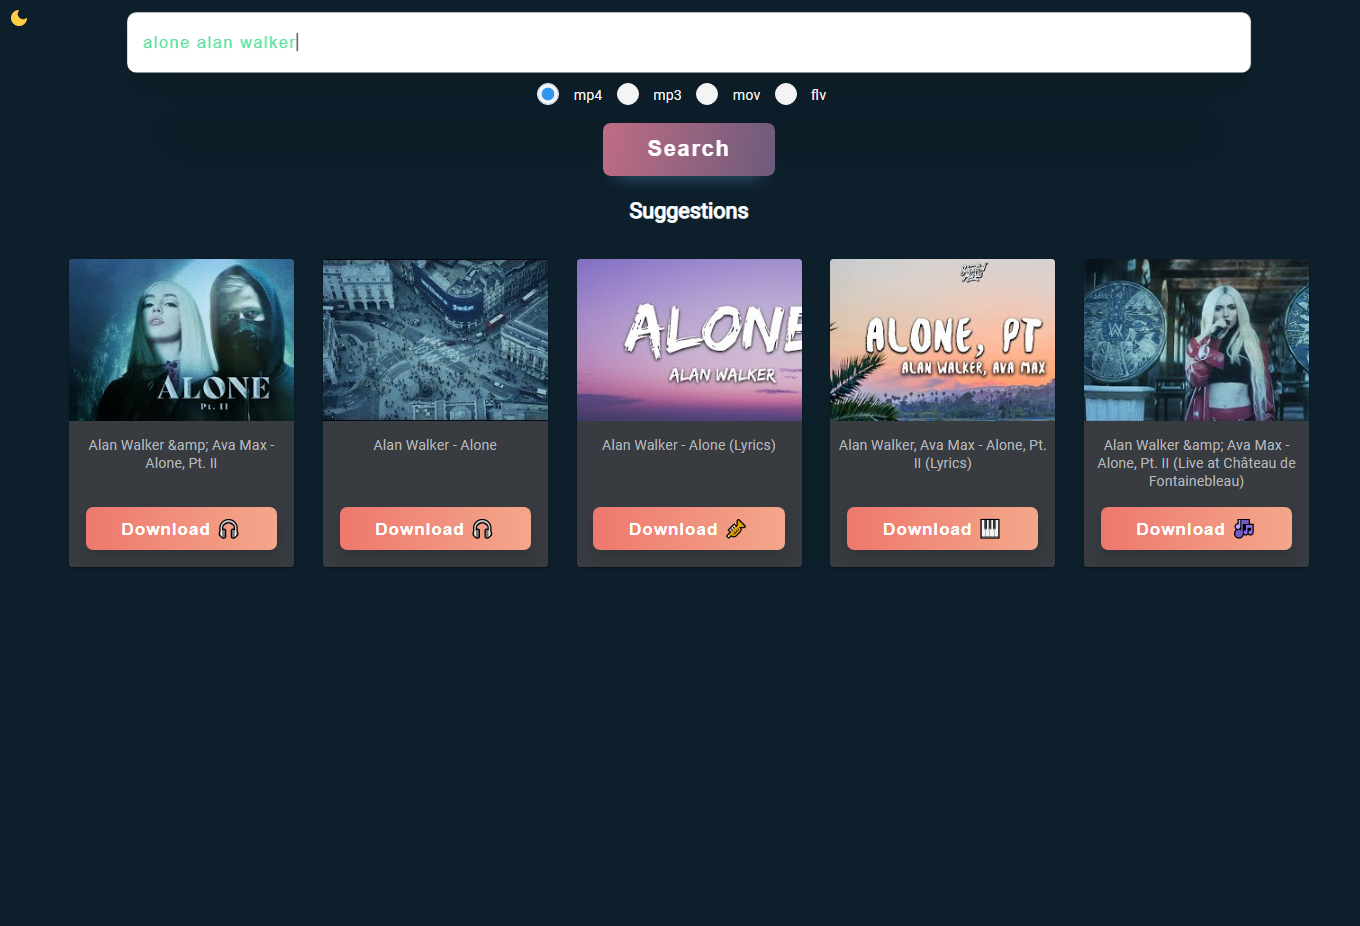 alone alan walker
mp4 mp3 mov flv
Search
Suggestions
ALONE
Pt. II
Alan Walker &amp; Ava Max -
Alone, Pt. II
Download
Alan Walker - Alone
Download
ALONE
ALAN WALKER
Alan Walker - Alone (Lyrics)
Download
ALONE, PT
ALAN WALKER, AVA MAX
Alan Walker, Ava Max - Alone, Pt.
II (Lyrics)
Download
Alan Walker &amp; Ava Max -
Alone, Pt. II (Live at Château de
Fontainebleau)
Download